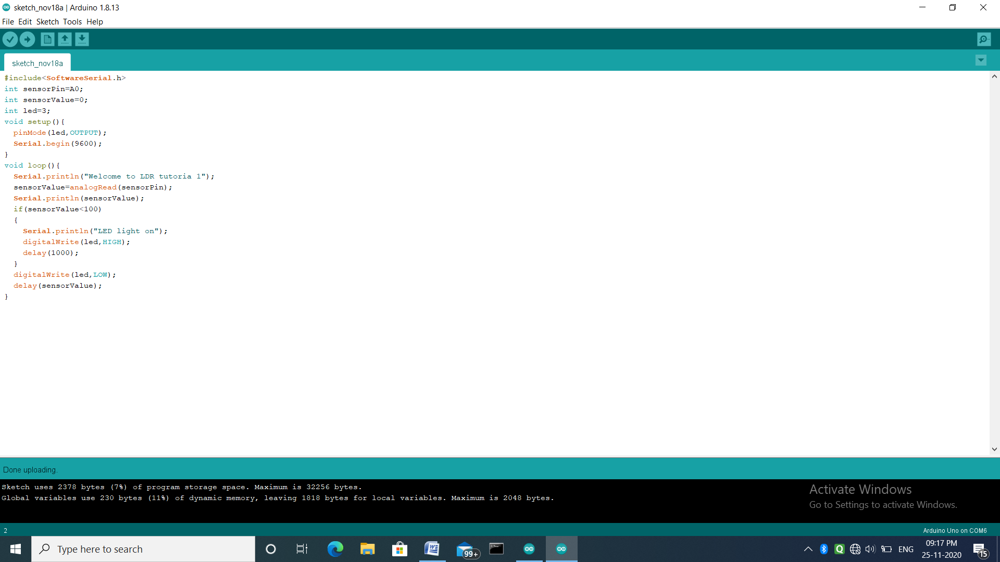 sketch_nov18a | Arduino 1.8.13
File Edit Sketch Tools Help
sketch_nov18a
#include<SoftwareSerial.h>
int sensorPin=A0;
int sensorValue=0;
int led=3;
void setup(){
  pinMode(led,OUTPUT);
  Serial.begin(9600);
}
void loop(){
  Serial.println("Welcome to LDR tutoria 1");
  sensorValue=analogRead(sensorPin);
  Serial.println(sensorValue);
  if(sensorValue<100)
  {
    Serial.println("LED light on");
    digitalWrite(led,HIGH);
    delay(1000);
  }
  digitalWrite(led,LOW);
  delay(sensorValue);
}
Done uploading.
Sketch uses 2378 bytes (7%) of program storage space. Maximum is 32256 bytes.
Global variables use 230 bytes (11%) of dynamic memory, leaving 1818 bytes for local variables. Maximum is 2048 bytes.
Activate Windows
Go to Settings to activate Windows.
2
Arduino Uno on COM6
Type here to search
99+
ENG
09:17 PM
25-11-2020
15